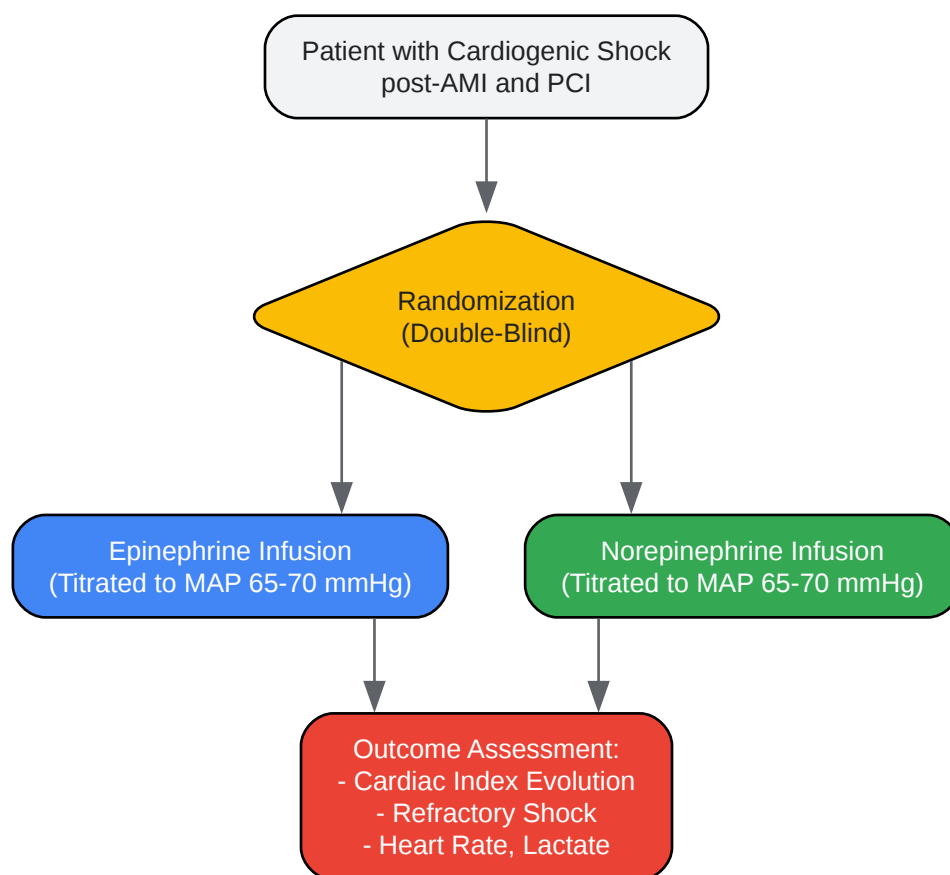 Patient with Cardiogenic Shock
post-AMI and PCI
Randomization
(Double-Blind)
Epinephrine Infusion
(Titrated to MAP 65-70 mmHg)
Norepinephrine Infusion
(Titrated to MAP 65-70 mmHg)
Outcome Assessment:
- Cardiac Index Evolution
- Refractory Shock
- Heart Rate, Lactate